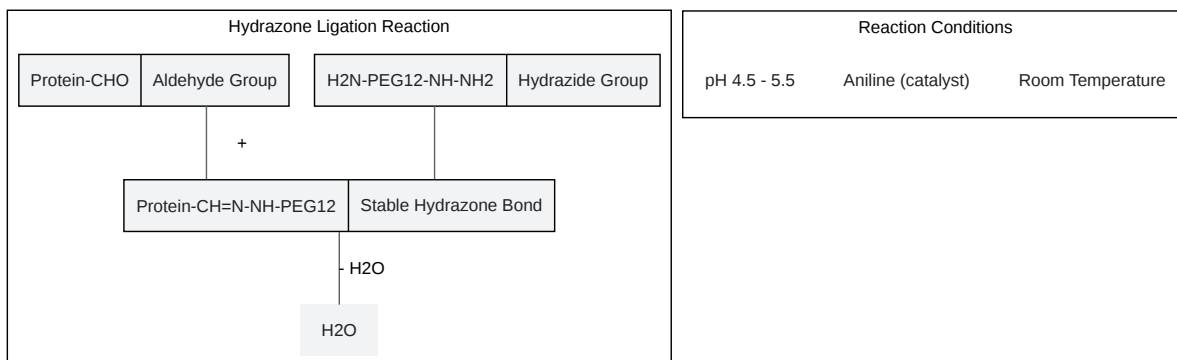 Hydrazone Ligation Reaction
Protein-CHO
Aldehyde Group
H2N-PEG12-NH-NH2
Hydrazide Group
+
Protein-CH=N-NH-PEG12
Stable Hydrazone Bond
- H2O
H2O
Reaction Conditions
pH 4.5 - 5.5
Aniline (catalyst)
Room Temperature